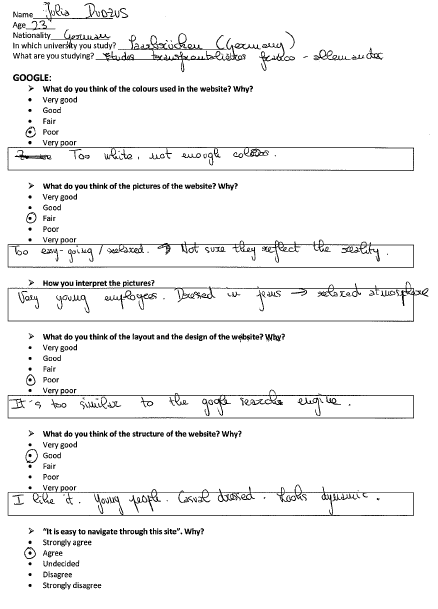 Name Julia Dudzus
Age 23
Nationality German
In which university do you study? Saarbrücken (Germany)
What are you studying? Etudes transfrontalières franco - allemandes
GOOGLE:
➤ What do you think of the colours used in the website? Why?
• Very good
• Good
• Fair
• Poor
• Very poor
Too white, not enough colors.
➤ What do you think of the pictures of the website? Why?
• Very good
• Good
• Fair
• Poor
• Very poor
Too easy-going / relaxed. → Not sure they reflect the reality.
➤ How you interpret the pictures?
Very young employees. Dressed in jeans → relaxed atmosphere
➤ What do you think of the layout and the design of the website? Why?
• Very good
• Good
• Fair
• Poor
• Very poor
It's too similar to the google search engine.
➤ What do you think of the structure of the website? Why?
• Very good
• Good
• Fair
• Poor
• Very poor
I like it. Young people. Casual dressed. Looks dynamic.
➤ "It is easy to navigate through this site". Why?
• Strongly agree
• Agree
• Undecided
• Disagree
• Strongly disagree